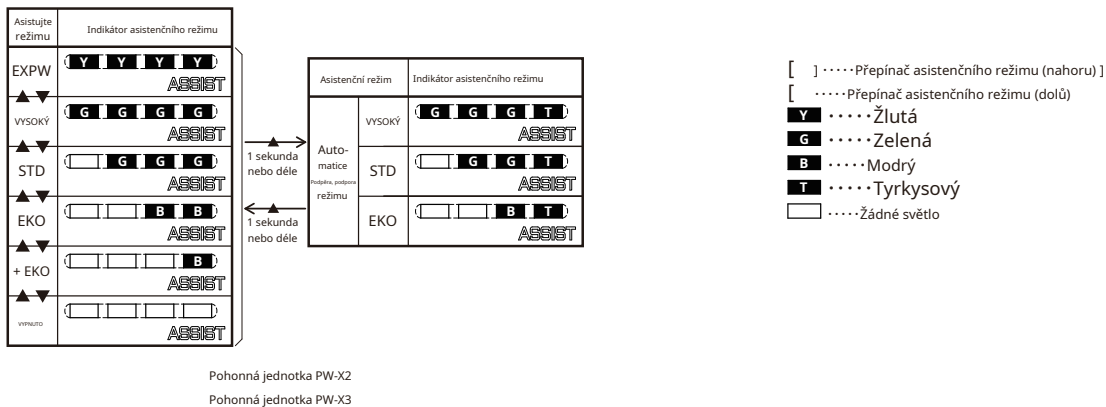 Asistujte
režimu
Indikátor asistenčního režimu
EXPW
Y Y Y Y
ASSIST
VYSOKÝ
G G G G
ASSIST
STD
G G G
ASSIST
EKO
B B
ASSIST
+ EKO
B
ASSIST
VYPNUTO
ASSIST
1 sekunda
nebo déle
1 sekunda
nebo déle
Asistenční režim
Indikátor asistenčního režimu
Auto-
matice
Podpěra, podpora
režimu
VYSOKÝ
G G G T
ASSIST
STD
G G T
ASSIST
EKO
B T
ASSIST
[ ] ·····Přepínač asistenčního režimu (nahoru) ]
[ ·····Přepínač asistenčního režimu (dolů)
Y ·····Žlutá
G ·····Zelená
B ·····Modrý
T ·····Tyrkysový
·····Žádné světlo
Pohonná jednotka PW-X2
Pohonná jednotka PW-X3